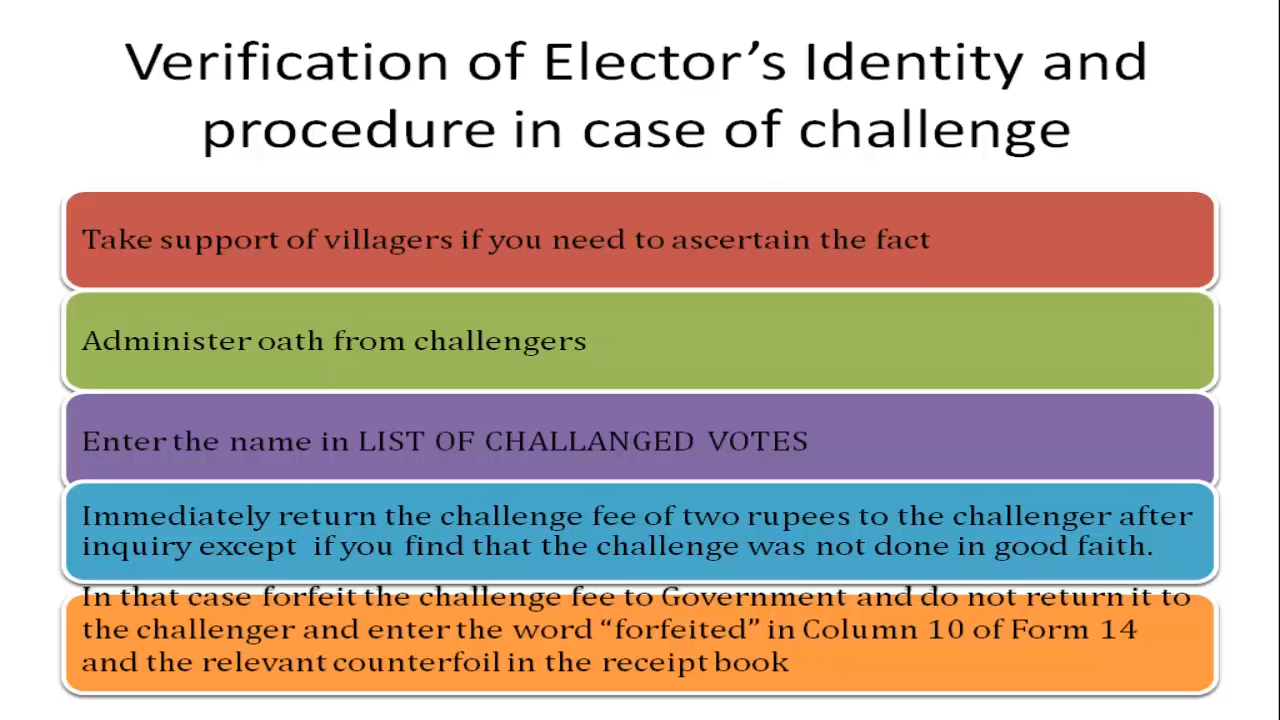 Verification of Elector’s Identity and
procedure in case of challenge
Take support of villagers if you need to ascertain the fact
Administer oath from challengers
Enter the name in LIST OF CHALLANGED VOTES
Immediately return the challenge fee of two rupees to the challenger after
inquiry except if you find that the challenge was not done in good faith.
In that case forfeit the challenge fee to Government and do not return it to
the challenger and enter the word “forfeited” in Column 10 of Form 14
and the relevant counterfoil in the receipt book